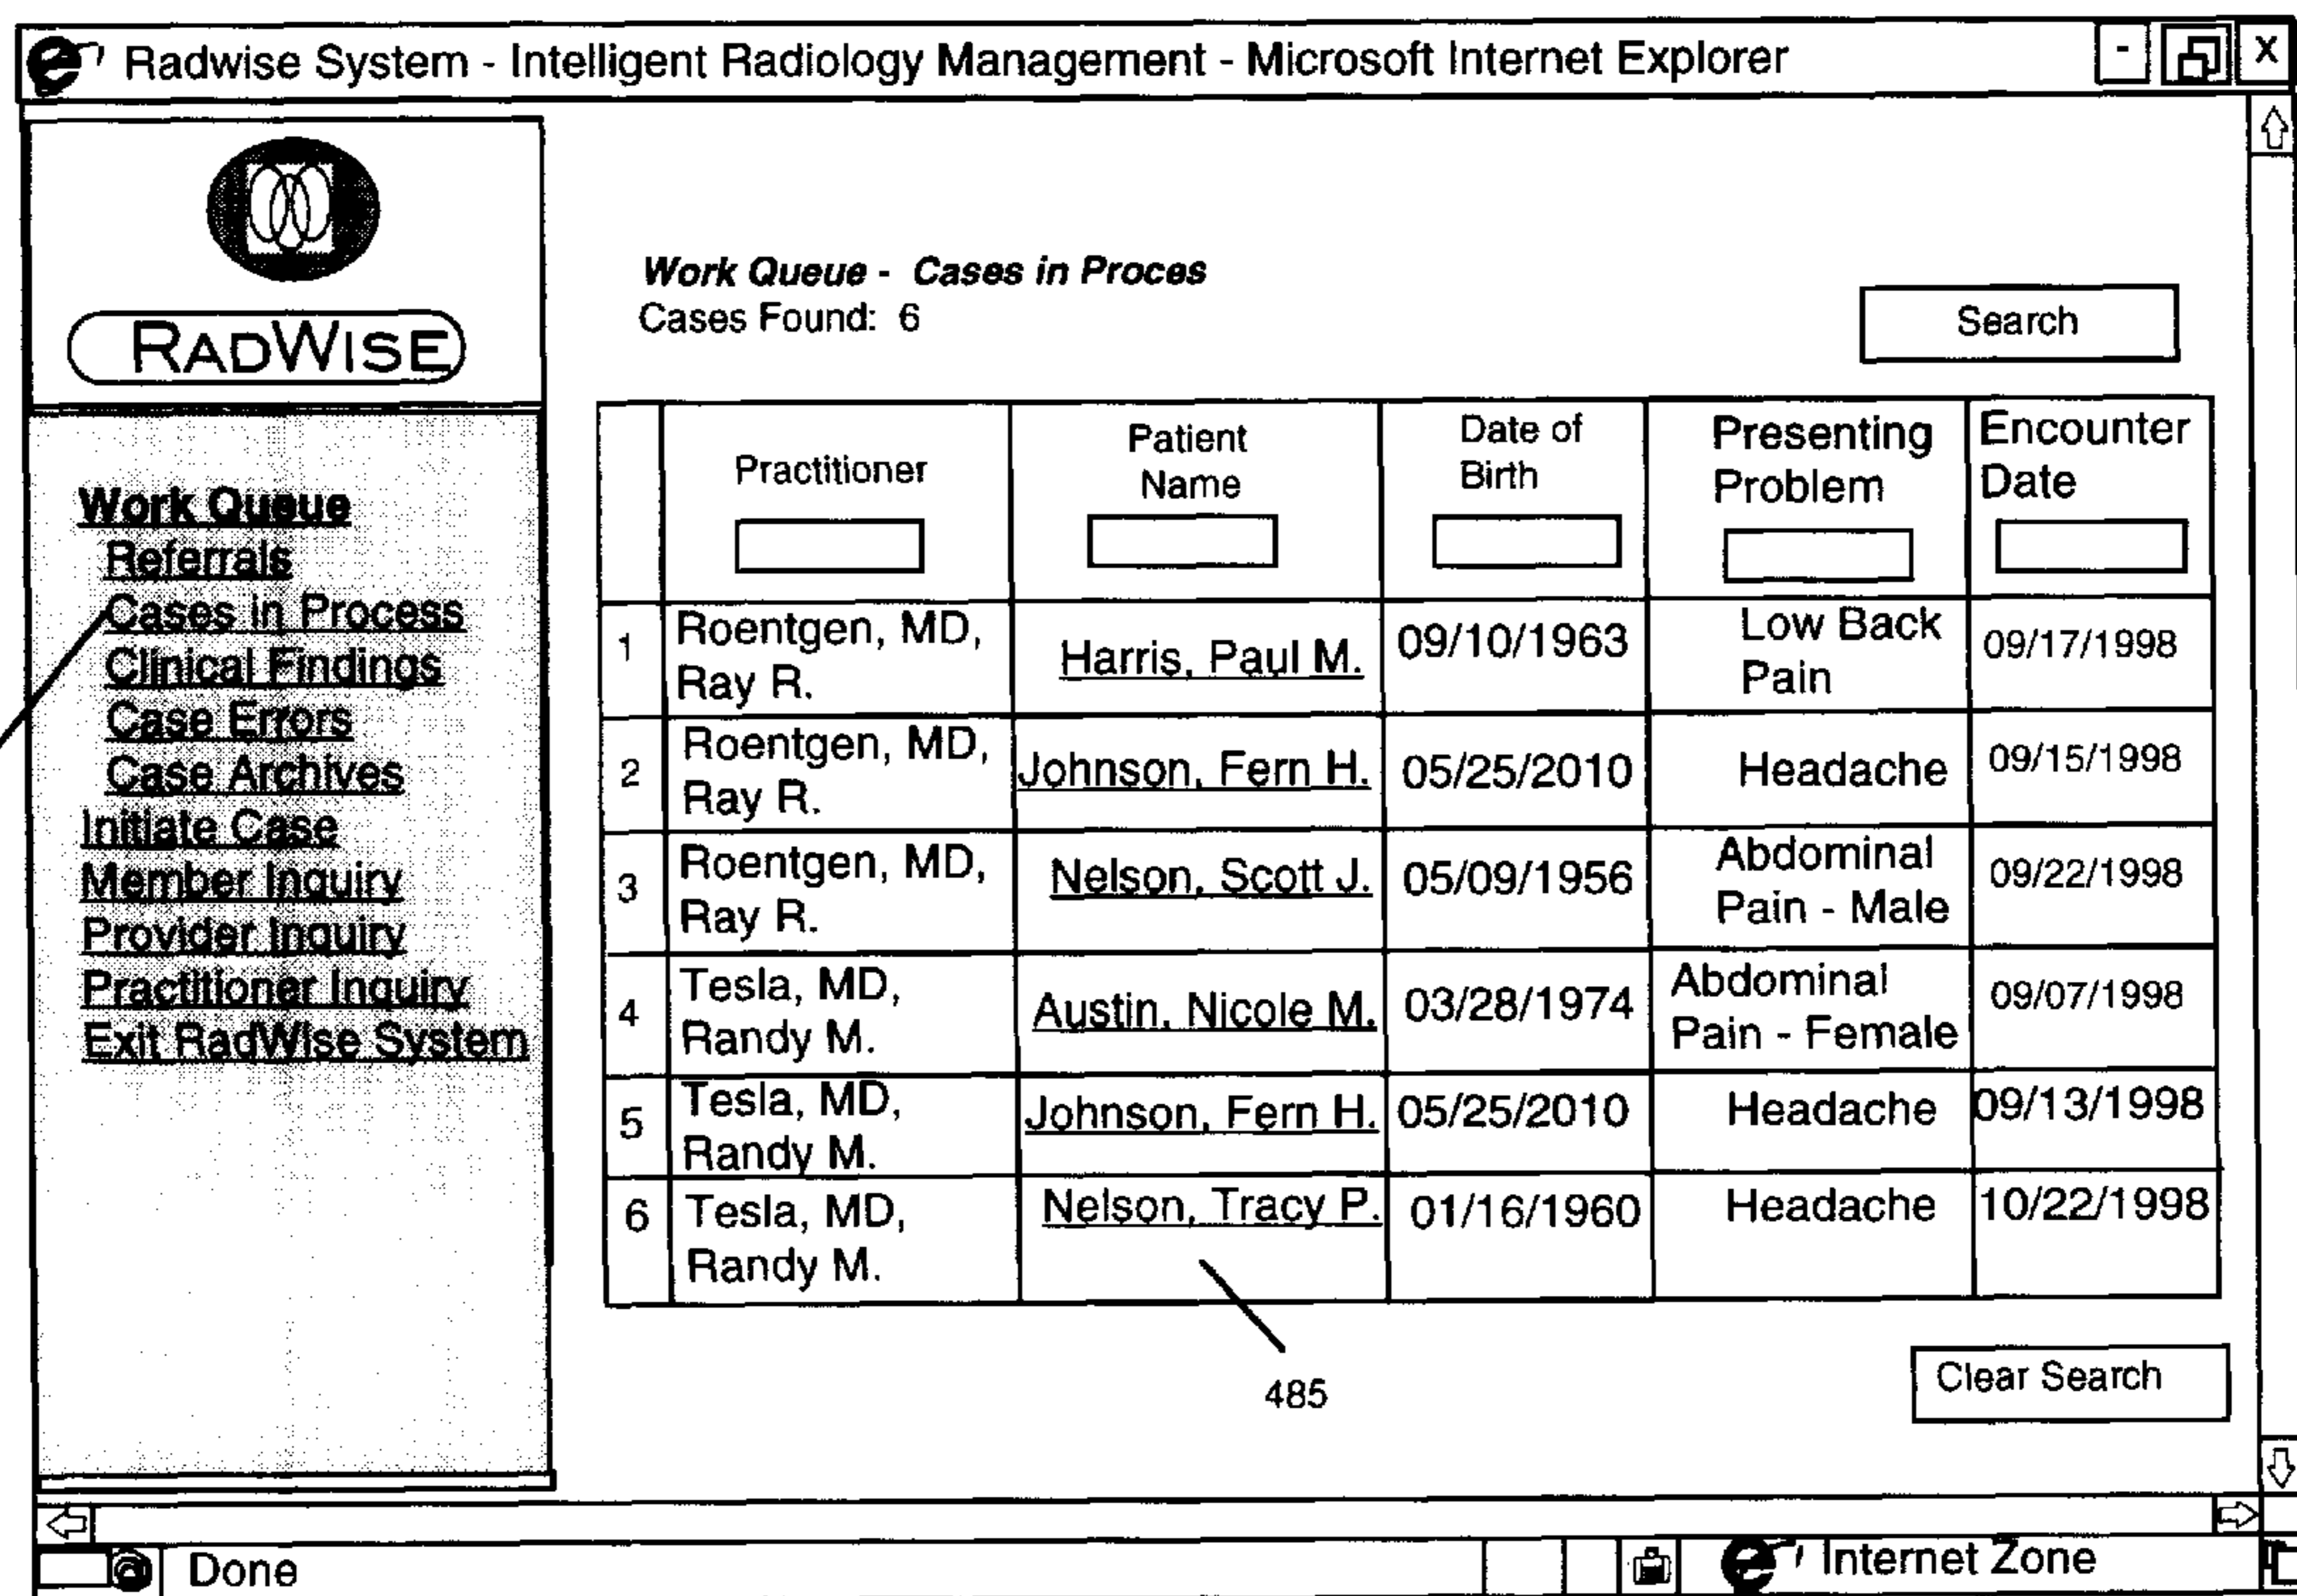 Radwise System - Intelligent Radiology Management - Microsoft Internet Explorer
- X
RADWISE
Work Queue
Referrals
Cases in Process
Clinical Findings
Case Errors
Case Archives
Initiate Case
Member Inquiry
Provider Inquiry
Practitioner Inquiry
Exit RadWise System
Work Queue - Cases in Proces
Cases Found: 6
Search
Practitioner
Patient
Name
Date of
Birth
Presenting
Problem
Encounter
Date
1
Roentgen, MD,
Ray R.
Harris, Paul M.
09/10/1963
Low Back
Pain
09/17/1998
2
Roentgen, MD,
Ray R.
Johnson, Fern H.
05/25/2010
Headache
09/15/1998
3
Roentgen, MD,
Ray R.
Nelson, Scott J.
05/09/1956
Abdominal
Pain - Male
09/22/1998
4
Tesla, MD,
Randy M.
Austin, Nicole M.
03/28/1974
Abdominal
Pain - Female
09/07/1998
5
Tesla, MD,
Randy M.
Johnson, Fern H.
05/25/2010
Headache
09/13/1998
6
Tesla, MD,
Randy M.
Nelson, Tracy P.
01/16/1960
Headache
10/22/1998
485
Clear Search
Done
Internet Zone